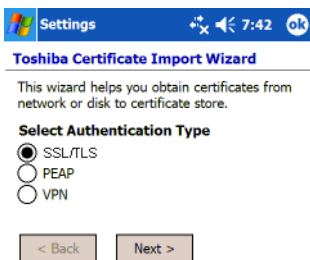 Settings 7:42 ok
Toshiba Certificate Import Wizard
This wizard helps you obtain certificates from
network or disk to certificate store.
Select Authentication Type
SSL/TLS
PEAP
VPN
< Back Next >